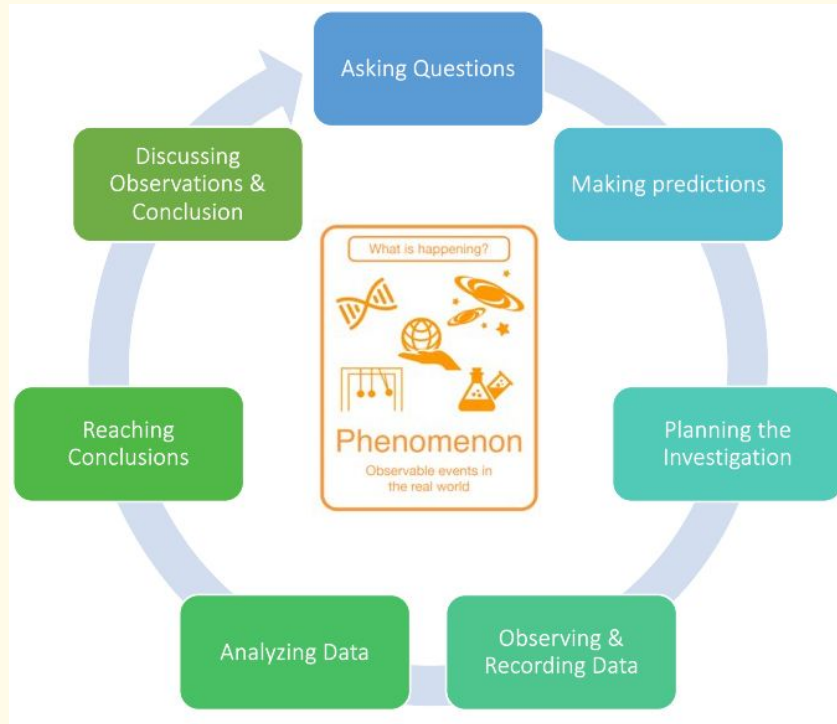 Asking Questions
Making predictions
Planning the
Investigation
Observing &
Recording Data
Analyzing Data
Reaching
Conclusions
Discussing
Observations &
Conclusion
What is happening?
Phenomenon
Observable events in
the real world